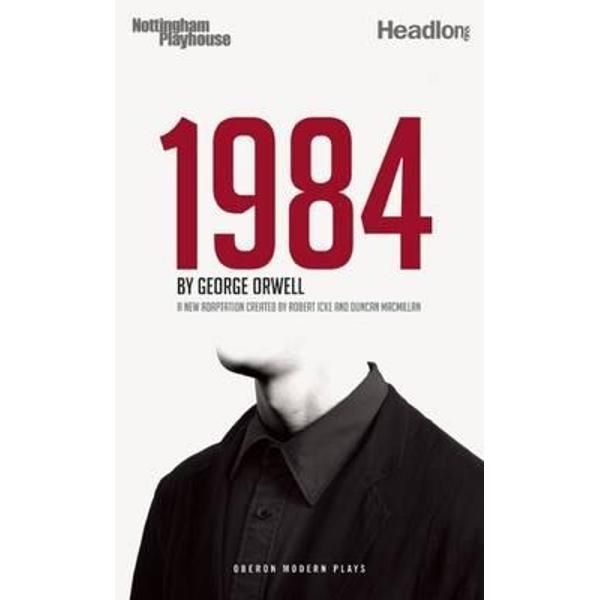 Nottingham
Playhouse
Headlong
1984
BY GEORGE ORWELL
A NEW ADAPTATION CREATED BY ROBERT ICKE AND DUNCAN MACMILLAN
OBERON MODERN PLAYS